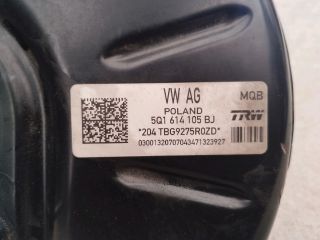 VW AG
MQB
POLAND
5Q1 614 105 BJ
*204 TBG9275R0ZD*
TRW
03001320707043471323927